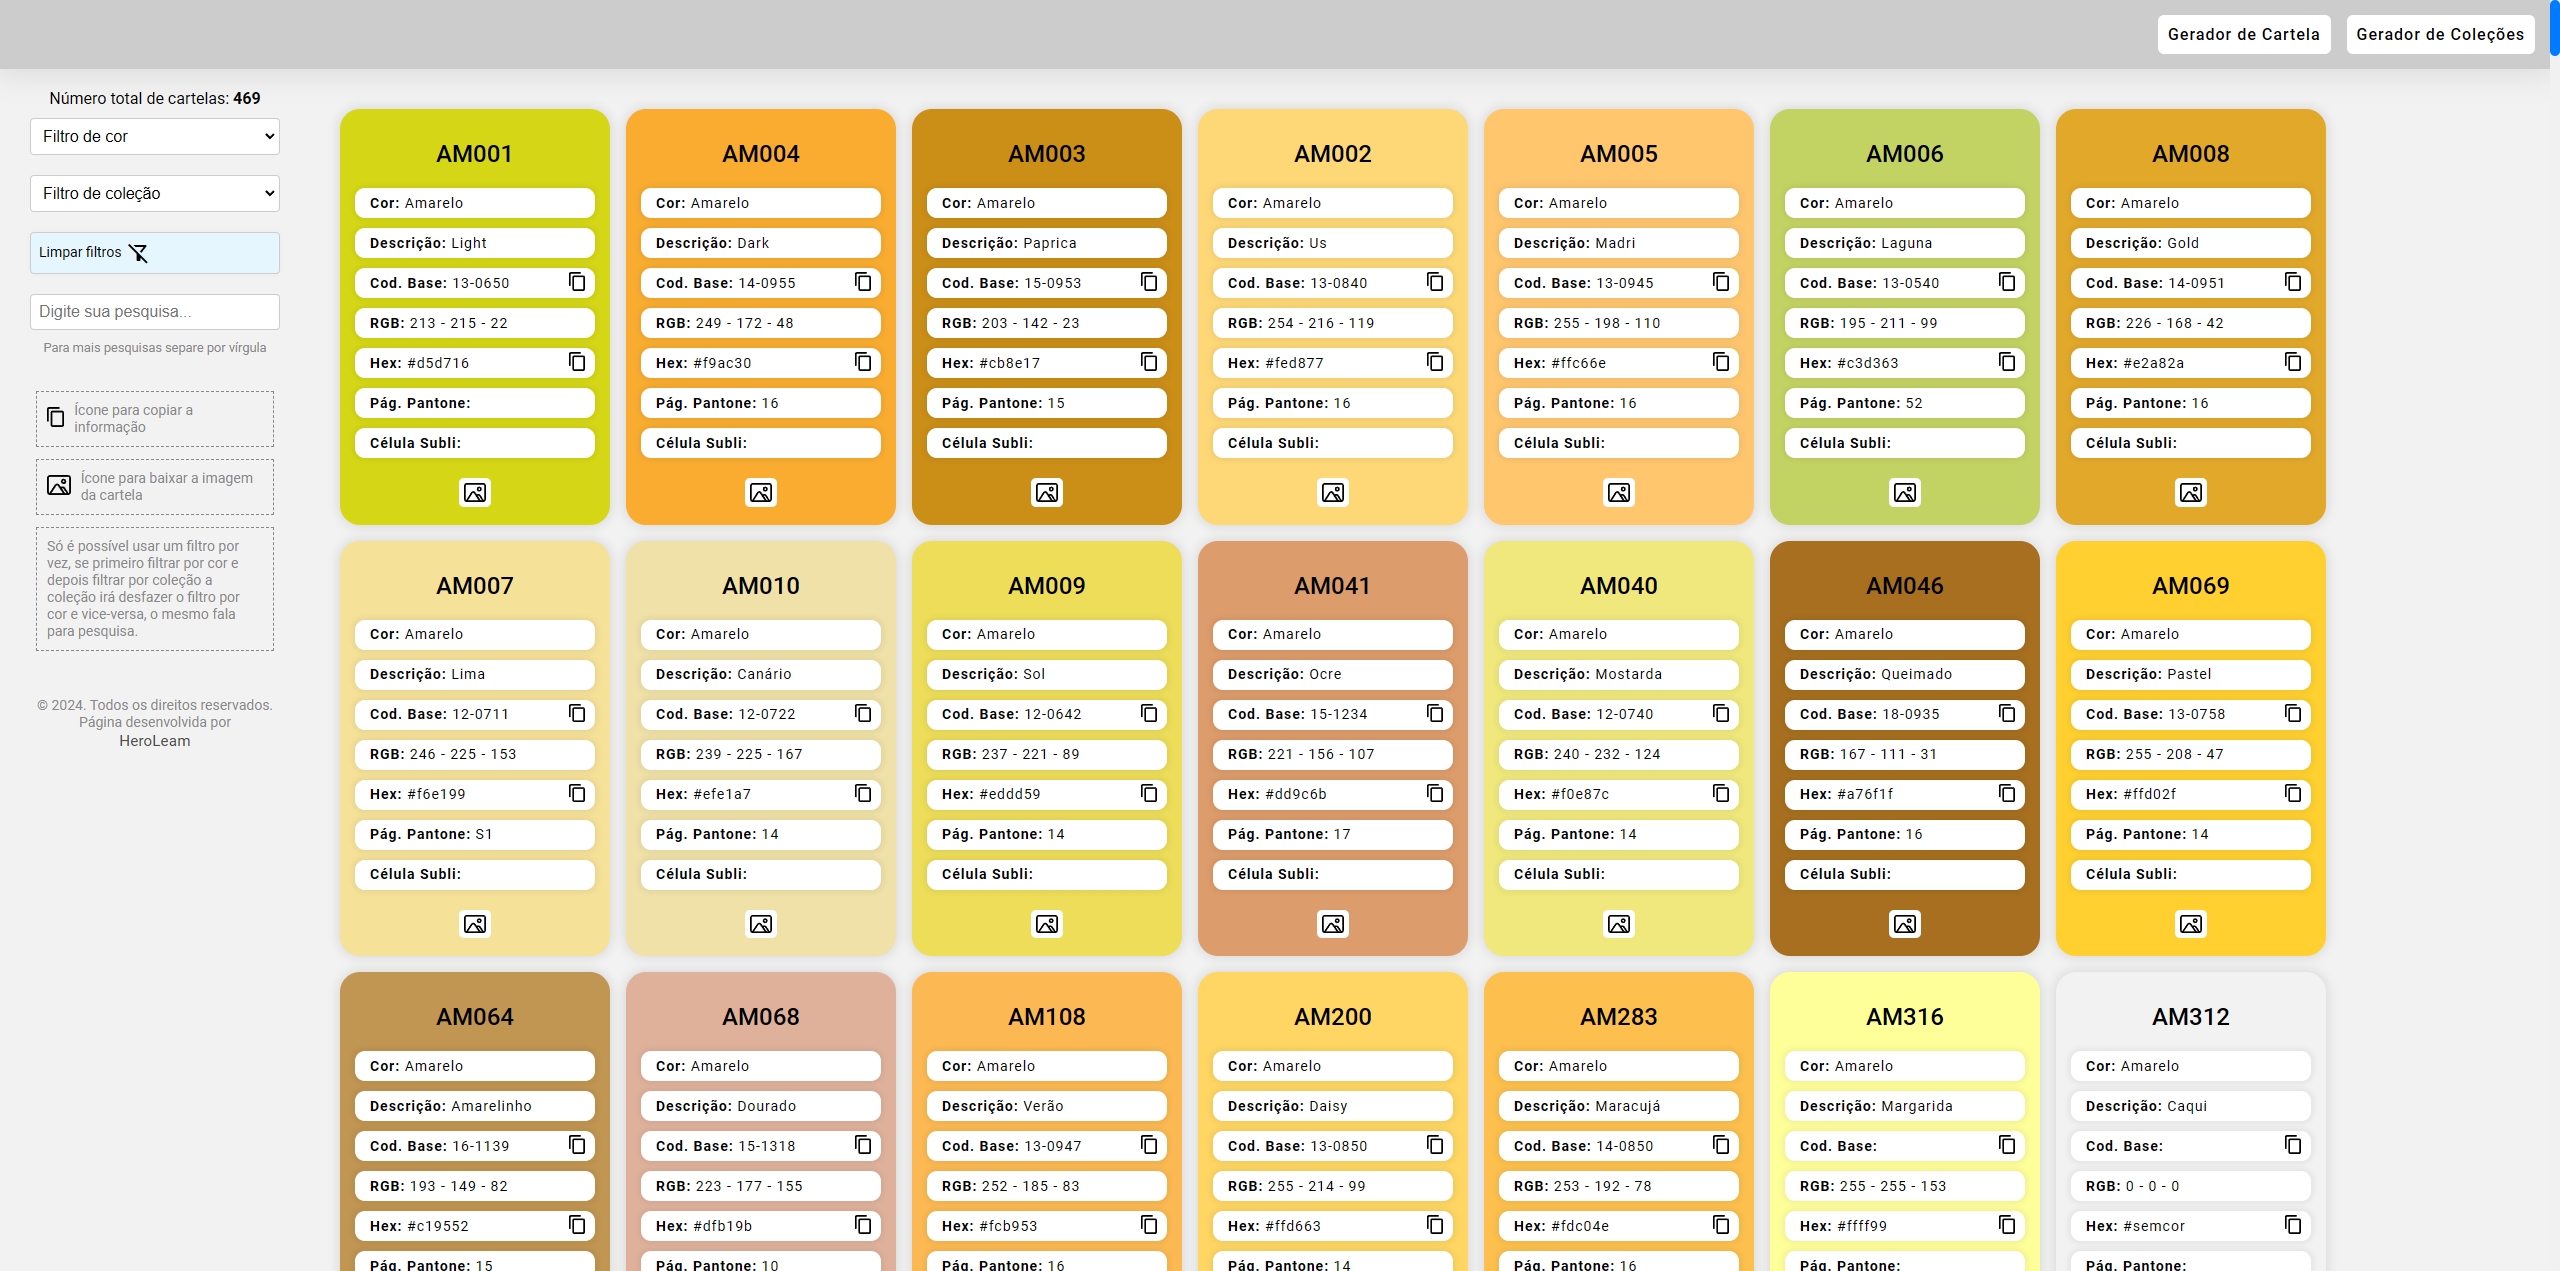 Gerador de Cartela
Gerador de Coleções
Número total de cartelas: 469
Filtro de cor
Filtro de coleção
Limpar filtros
Digite sua pesquisa...
Para mais pesquisas separe por vírgula
Ícone para copiar a
informação
Ícone para baixar a imagem
da cartela
Só é possível usar um filtro por
vez, se primeiro filtrar por cor e
depois filtrar por coleção a
coleção irá desfazer o filtro por
cor e vice-versa, o mesmo fala
para pesquisa.
© 2024. Todos os direitos reservados.
Página desenvolvida por
HeroLeam
AM001
Cor: Amarelo
Descrição: Light
Cod. Base: 13-0650
RGB: 213 - 215 - 22
Hex: #d5d716
Pág. Pantone:
Célula Subli:
AM004
Cor: Amarelo
Descrição: Dark
Cod. Base: 14-0955
RGB: 249 - 172 - 48
Hex: #f9ac30
Pág. Pantone: 16
Célula Subli:
AM003
Cor: Amarelo
Descrição: Paprica
Cod. Base: 15-0953
RGB: 203 - 142 - 23
Hex: #cb8e17
Pág. Pantone: 15
Célula Subli:
AM002
Cor: Amarelo
Descrição: Us
Cod. Base: 13-0840
RGB: 254 - 216 - 119
Hex: #fed877
Pág. Pantone: 16
Célula Subli:
AM005
Cor: Amarelo
Descrição: Madri
Cod. Base: 13-0945
RGB: 255 - 198 - 110
Hex: #ffc66e
Pág. Pantone: 16
Célula Subli:
AM006
Cor: Amarelo
Descrição: Laguna
Cod. Base: 13-0540
RGB: 195 - 211 - 99
Hex: #c3d363
Pág. Pantone: 52
Célula Subli:
AM008
Cor: Amarelo
Descrição: Gold
Cod. Base: 14-0951
RGB: 226 - 168 - 42
Hex: #e2a82a
Pág. Pantone: 16
Célula Subli:
AM007
Cor: Amarelo
Descrição: Lima
Cod. Base: 12-0711
RGB: 246 - 225 - 153
Hex: #f6e199
Pág. Pantone: S1
Célula Subli:
AM010
Cor: Amarelo
Descrição: Canário
Cod. Base: 12-0722
RGB: 239 - 225 - 167
Hex: #efe1a7
Pág. Pantone: 14
Célula Subli:
AM009
Cor: Amarelo
Descrição: Sol
Cod. Base: 12-0642
RGB: 237 - 221 - 89
Hex: #eddd59
Pág. Pantone: 14
Célula Subli:
AM041
Cor: Amarelo
Descrição: Ocre
Cod. Base: 15-1234
RGB: 221 - 156 - 107
Hex: #dd9c6b
Pág. Pantone: 17
Célula Subli:
AM040
Cor: Amarelo
Descrição: Mostarda
Cod. Base: 12-0740
RGB: 240 - 232 - 124
Hex: #f0e87c
Pág. Pantone: 14
Célula Subli:
AM046
Cor: Amarelo
Descrição: Queimado
Cod. Base: 18-0935
RGB: 167 - 111 - 31
Hex: #a76f1f
Pág. Pantone: 16
Célula Subli:
AM069
Cor: Amarelo
Descrição: Pastel
Cod. Base: 13-0758
RGB: 255 - 208 - 47
Hex: #ffd02f
Pág. Pantone: 14
Célula Subli:
AM064
Cor: Amarelo
Descrição: Amarelinho
Cod. Base: 16-1139
RGB: 193 - 149 - 82
Hex: #c19552
Pág. Pantone: 15
AM068
Cor: Amarelo
Descrição: Dourado
Cod. Base: 15-1318
RGB: 223 - 177 - 155
Hex: #dfb19b
Pág. Pantone: 10
AM108
Cor: Amarelo
Descrição: Verão
Cod. Base: 13-0947
RGB: 252 - 185 - 83
Hex: #fcb953
Pág. Pantone: 16
AM200
Cor: Amarelo
Descrição: Daisy
Cod. Base: 13-0850
RGB: 255 - 214 - 99
Hex: #ffd663
Pág. Pantone: 14
AM283
Cor: Amarelo
Descrição: Maracujá
Cod. Base: 14-0850
RGB: 253 - 192 - 78
Hex: #fdc04e
Pág. Pantone: 16
AM316
Cor: Amarelo
Descrição: Margarida
Cod. Base:
RGB: 255 - 255 - 153
Hex: #ffff99
Pág. Pantone:
AM312
Cor: Amarelo
Descrição: Caqui
Cod. Base:
RGB: 0 - 0 - 0
Hex: #semcor
Pág. Pantone: